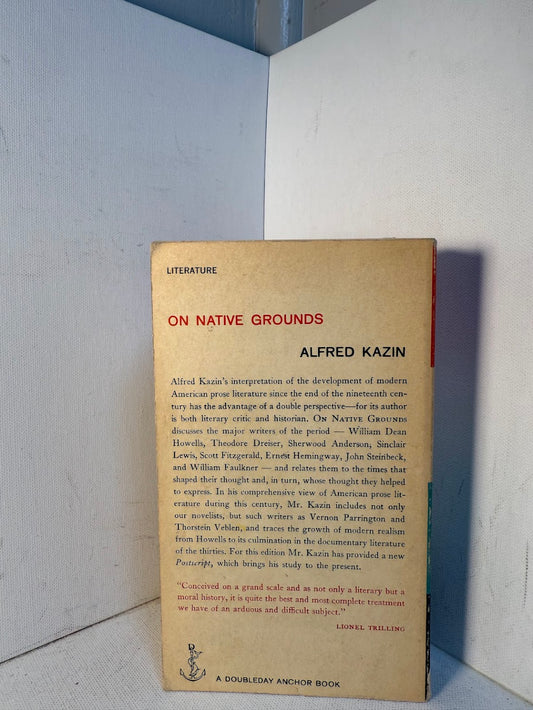 LITERATURE
ON NATIVE GROUNDS
ALFRED KAZIN
Alfred Kazin's interpretation of the development of modern
American prose literature since the end of the nineteenth cen-
tury has the advantage of a double perspective—for its author
is both literary critic and historian. ON NATIVE GROUNDS
discusses the major writers of the period — William Dean
Howells, Theodore Dreiser, Sherwood Anderson, Sinclair
Lewis, Scott Fitzgerald, Ernest Hemingway, John Steinbeck,
and William Faulkner — and relates them to the times that
shaped their thought and, in turn, whose thought they helped
to express. In his comprehensive view of American prose lit-
erature during this century, Mr. Kazin includes not only
our novelists, but such writers as Vernon Parrington and
Thorstein Veblen, and traces the growth of modern realism
from Howells to its culmination in the documentary literature
of the thirties. For this edition Mr. Kazin has provided a new
Postscript, which brings his study to the present.
"Conceived on a grand scale and as not only a literary but a
moral history, it is quite the best and most complete treatment
we have of an arduous and difficult subject."
LIONEL TRILLING
A DOUBLEDAY ANCHOR BOOK